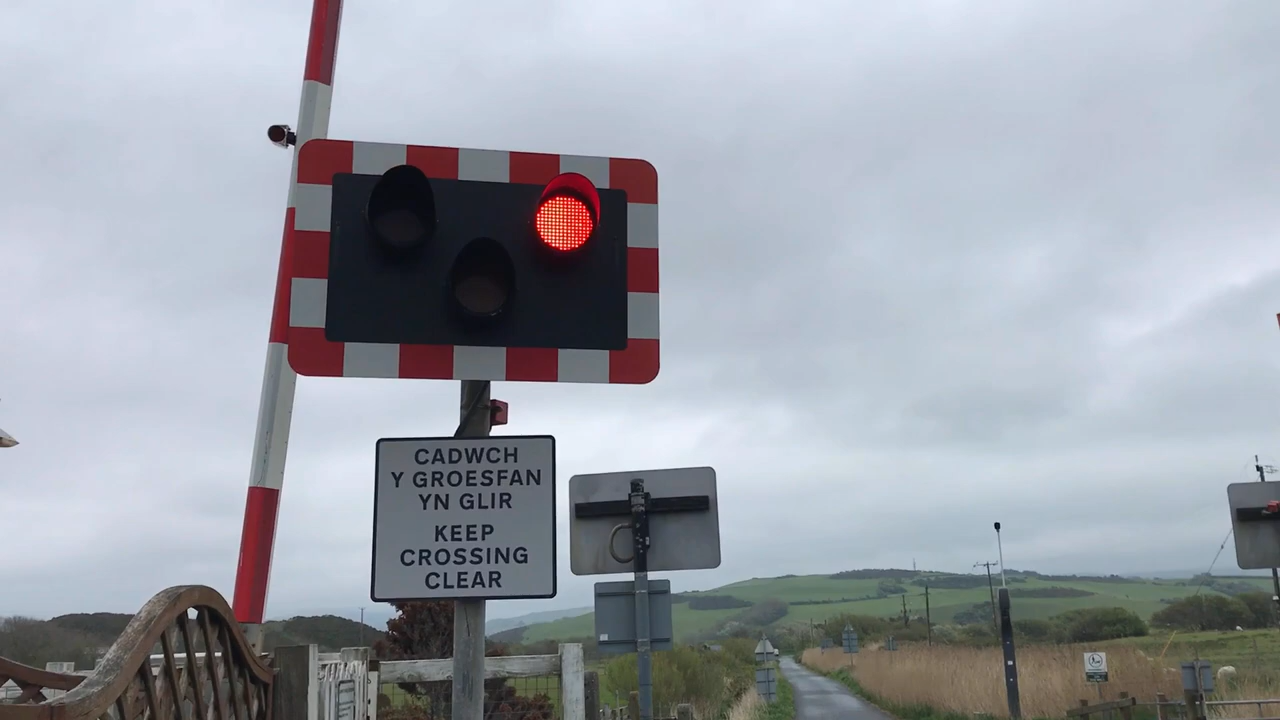 CADWCH
Y GROESFAN
YN GLIR
KEEP
CROSSING
CLEAR